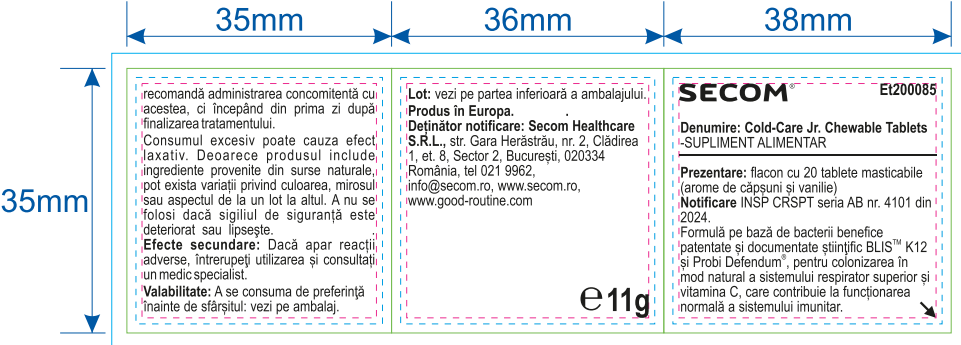 35mm
36mm
38mm
35mm
recomandă administrarea concomitentă cu
acestea, ci începând din prima zi după
finalizarea tratamentului.
Consumul excesiv poate cauza efect
laxativ. Deoarece produsul include
ingrediente provenite din surse naturale,
pot exista variații privind culoarea, mirosul
sau aspectul de la un lot la altul. A nu se
folosi dacă sigiliul de siguranță este
deteriorat sau lipsește.
Efecte secundare: Dacă apar reacții
adverse, întrerupeți utilizarea și consultați
un medic specialist.
Valabilitate: A se consuma de preferință
înainte de sfârșitul: vezi pe ambalaj.
Lot: vezi pe partea inferioară a ambalajului.
Produs în Europa. .
Deținător notificare: Secom Healthcare
S.R.L., str. Gara Herăstrău, nr. 2, Clădirea
1, et. 8, Sector 2, București, 020334
România, tel 021 9962,
info@secom.ro, www.secom.ro,
www.good-routine.com
℮ 11g
SECOM® Et200085
Denumire: Cold-Care Jr. Chewable Tablets
-SUPLIMENT ALIMENTAR
Prezentare: flacon cu 20 tablete masticabile
(arome de căpșuni și vanilie)
Notificare INSP CRSPT seria AB nr. 4101 din
2024.
Formulă pe bază de bacterii benefice
patentate și documentate științific BLIS™ K12
și Probi Defendum®, pentru colonizarea în
mod natural a sistemului respirator superior și
vitamina C, care contribuie la funcționarea
normală a sistemului imunitar.